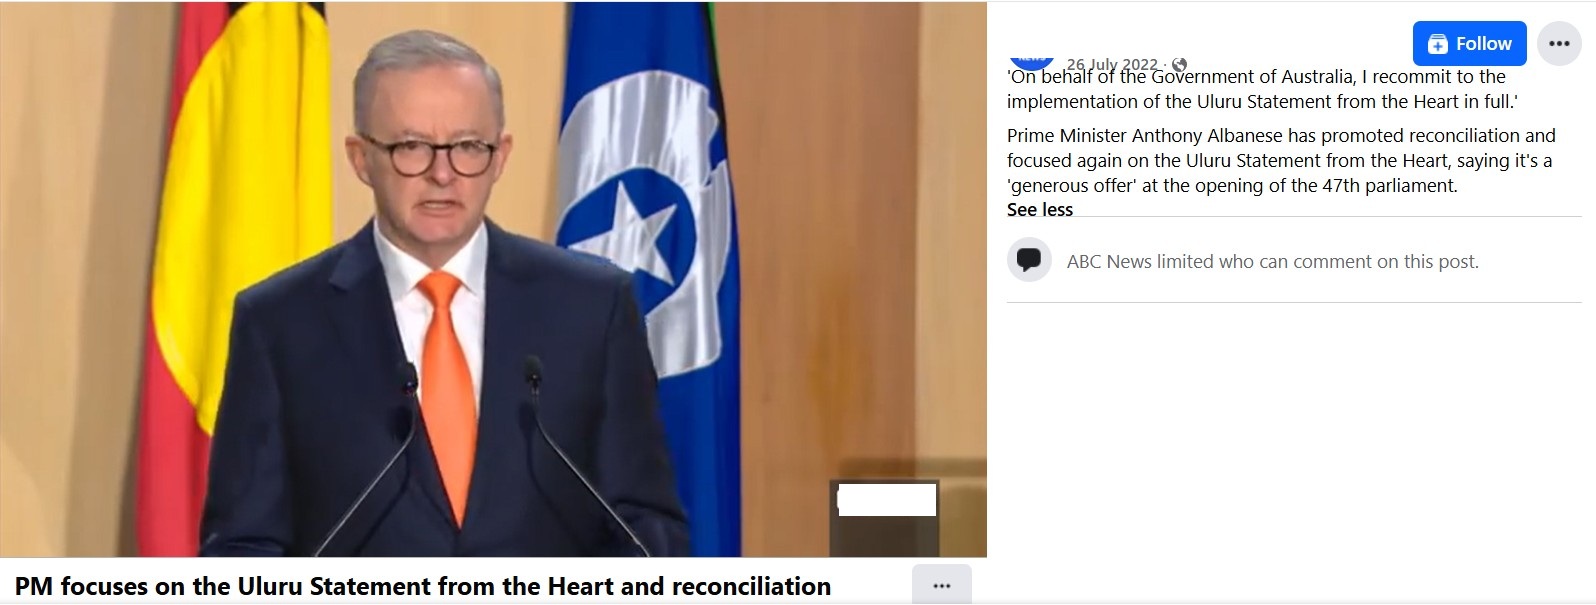 Follow
NEWS
26 July 2022 ·
'On behalf of the Government of Australia, I recommit to the
implementation of the Uluru Statement from the Heart in full.'
Prime Minister Anthony Albanese has promoted reconciliation and
focused again on the Uluru Statement from the Heart, saying it's a
'generous offer' at the opening of the 47th parliament.
See less
ABC News limited who can comment on this post.
PM focuses on the Uluru Statement from the Heart and reconciliation